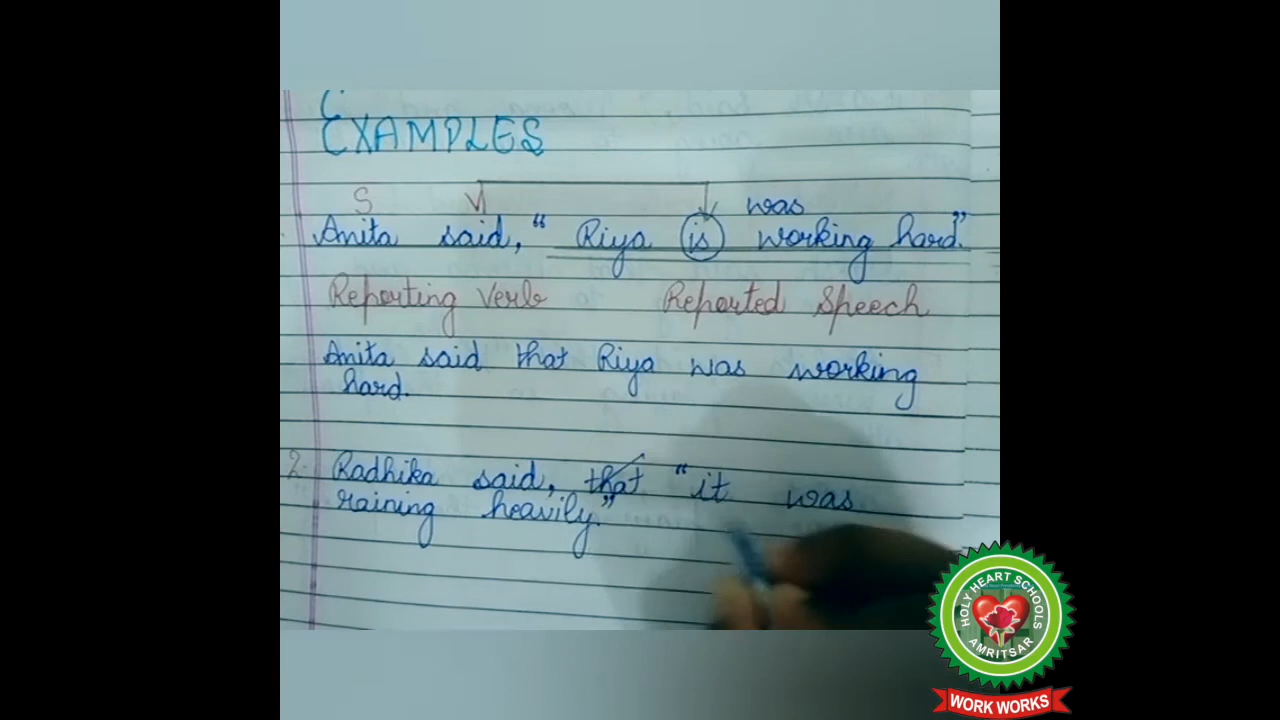 EXAMPLES
S V was
Anita said, “ Riya is working hard.”
Reporting Verb Reported Speech
Anita said that Riya was working
hard.
2. Radhika said, that “it was
raining heavily.”
HOLY HEART SCHOOLS
AMRITSAR
WORK WORKS